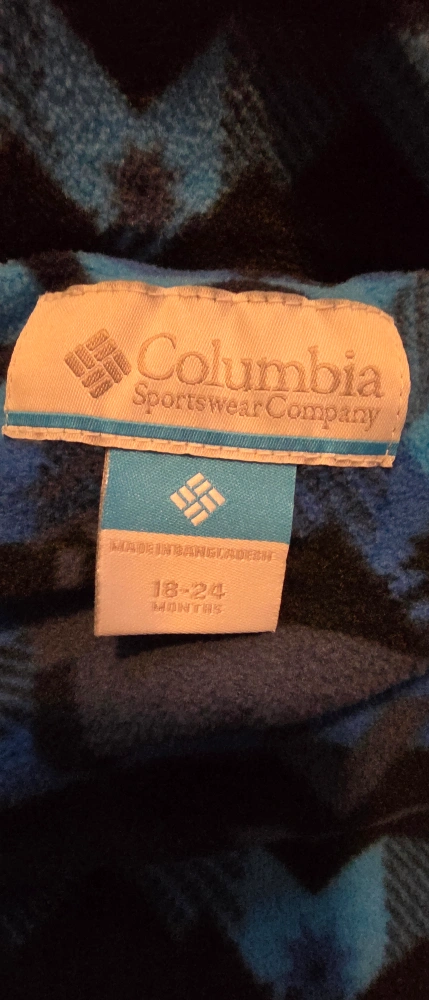 Columbia
Sportswear Company
MADE IN BANGLADESH
18-24
MONTHS